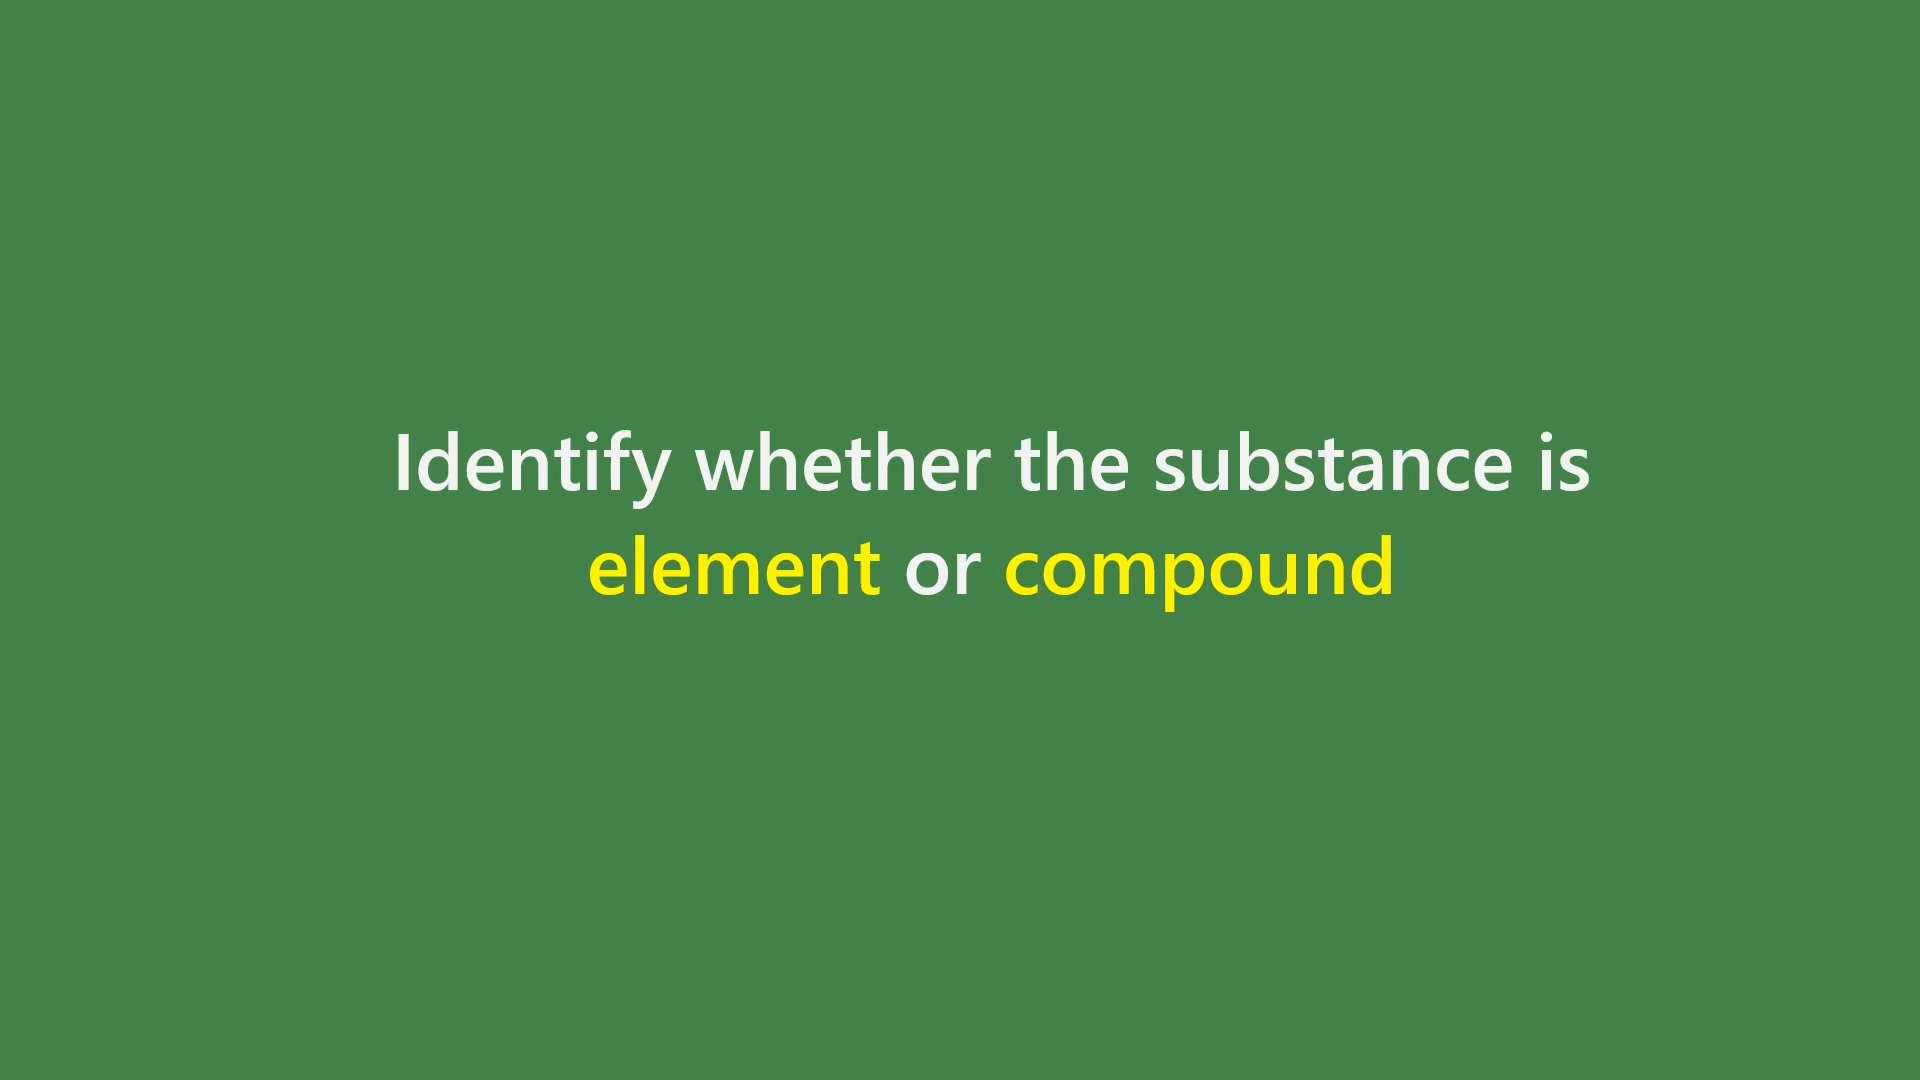 Identify whether the substance is
element or compound